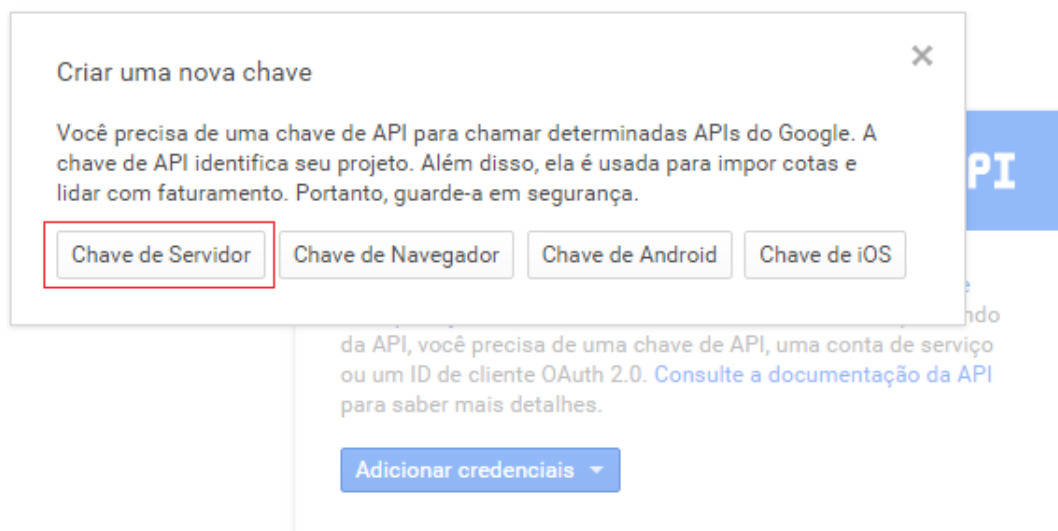 Criar uma nova chave
Você precisa de uma chave de API para chamar determinadas APIs do Google. A
chave de API identifica seu projeto. Além disso, ela é usada para impor cotas e
lidar com faturamento. Portanto, guarde-a em segurança.
PI
Chave de Servidor
Chave de Navegador
Chave de Android
Chave de iOS
da API, você precisa de uma chave de API, uma conta de serviço
ou um ID de cliente OAuth 2.0. Consulte a documentação da API
para saber mais detalhes.
Adicionar credenciais